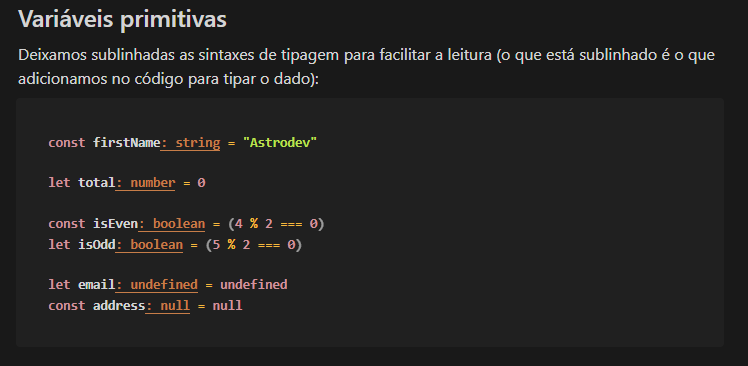 Variáveis primitivas
Deixamos sublinhadas as sintaxes de tipagem para facilitar a leitura (o que está sublinhado é o que
adicionamos no código para tipar o dado):
const firstName: string = "Astrodev"
let total: number = 0
const isEven: boolean = (4 % 2 === 0)
let isOdd: boolean = (5 % 2 === 0)
let email: undefined = undefined
const address: null = null